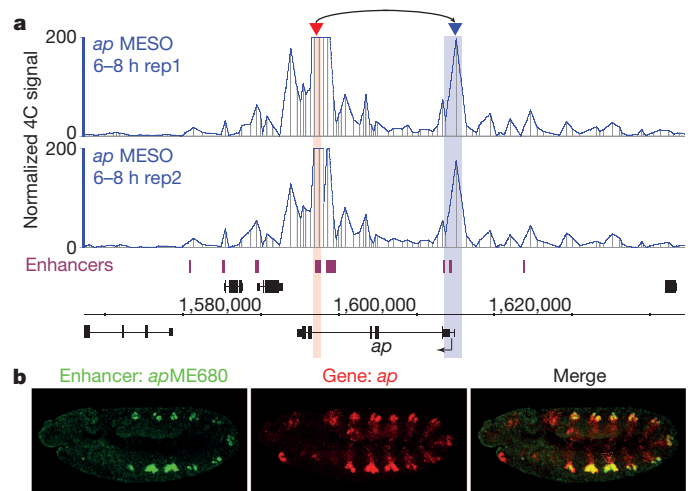 a
Normalized 4C signal
200
ap MESO
6–8 h rep1
0
200
ap MESO
6–8 h rep2
0
Enhancers
1,580,000 1,600,000 1,620,000
ap
b
Enhancer: apME680 Gene: ap Merge